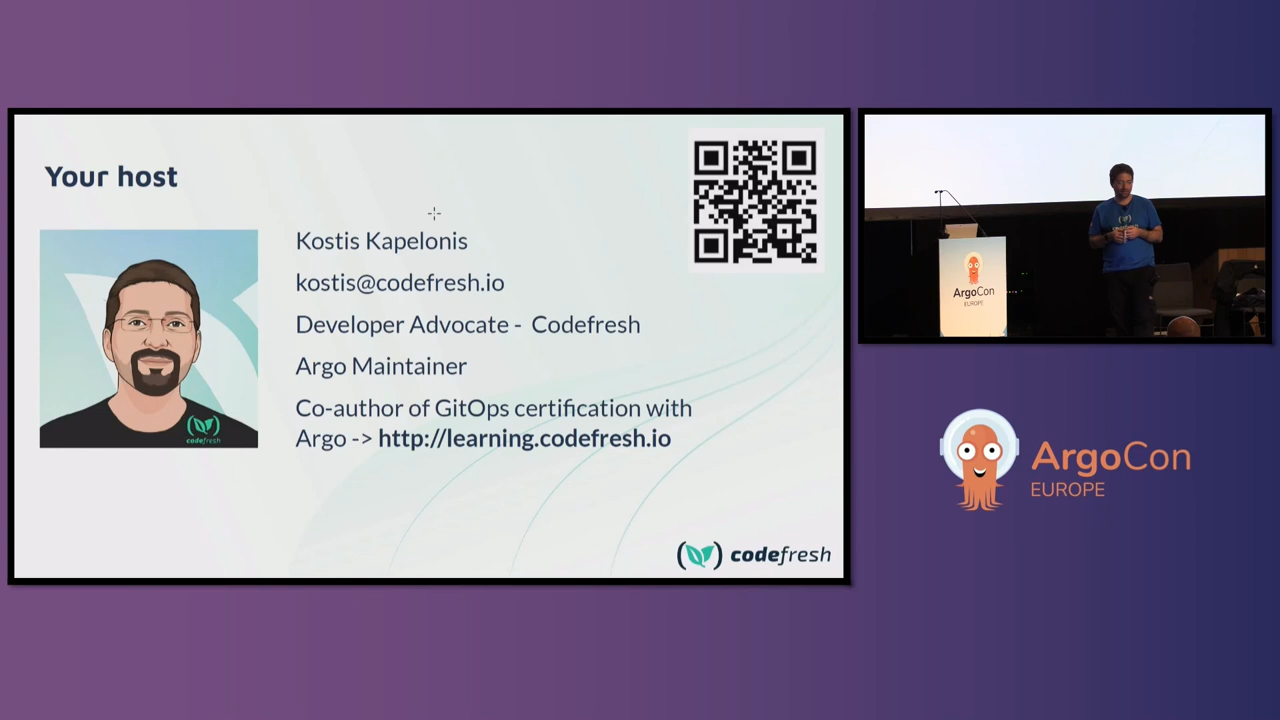 Your host
Kostis Kapelonis
kostis@codefresh.io
Developer Advocate - Codefresh
Argo Maintainer
Co-author of GitOps certification with
Argo -> http://learning.codefresh.io
codefresh
codefresh
ArgoCon
EUROPE
ArgoCon
EUROPE